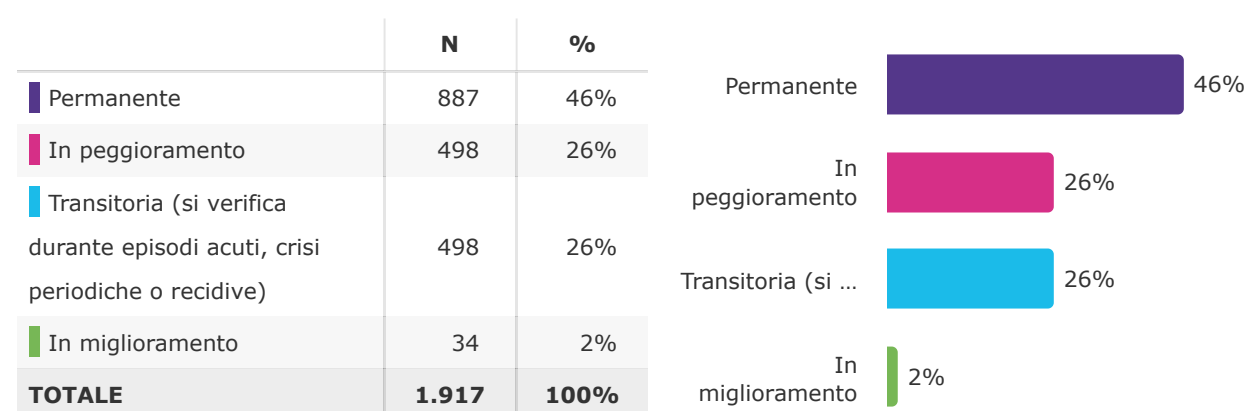 N %
Permanente 887 46%
In peggioramento 498 26%
Transitoria (si verifica
durante episodi acuti, crisi 498 26%
periodiche o recidive)
In miglioramento 34 2%
TOTALE 1.917 100%
Permanente 46%
In
peggioramento 26%
Transitoria (si … 26%
In
miglioramento 2%